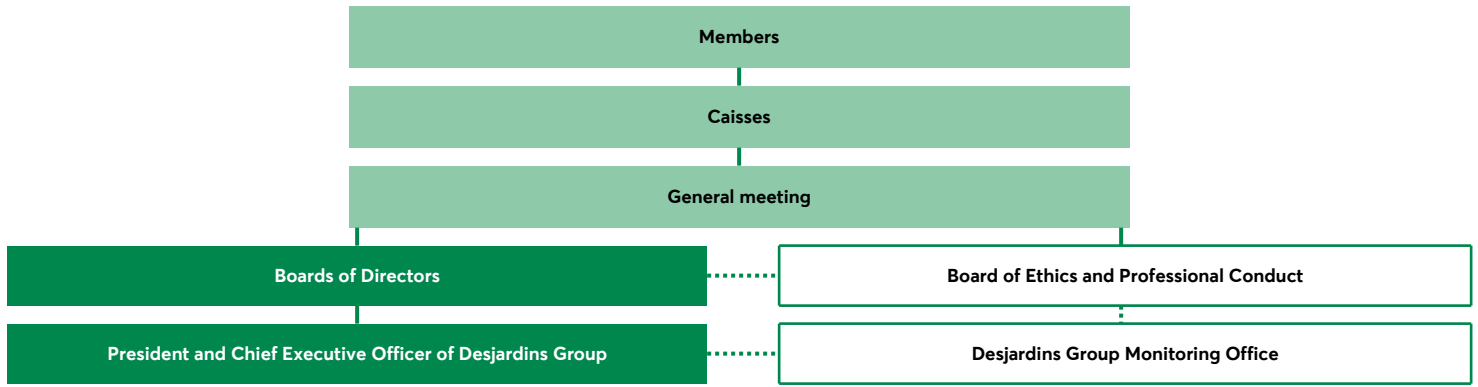 Members
Caisses
General meeting
Boards of Directors
Board of Ethics and Professional Conduct
President and Chief Executive Officer of Desjardins Group
Desjardins Group Monitoring Office